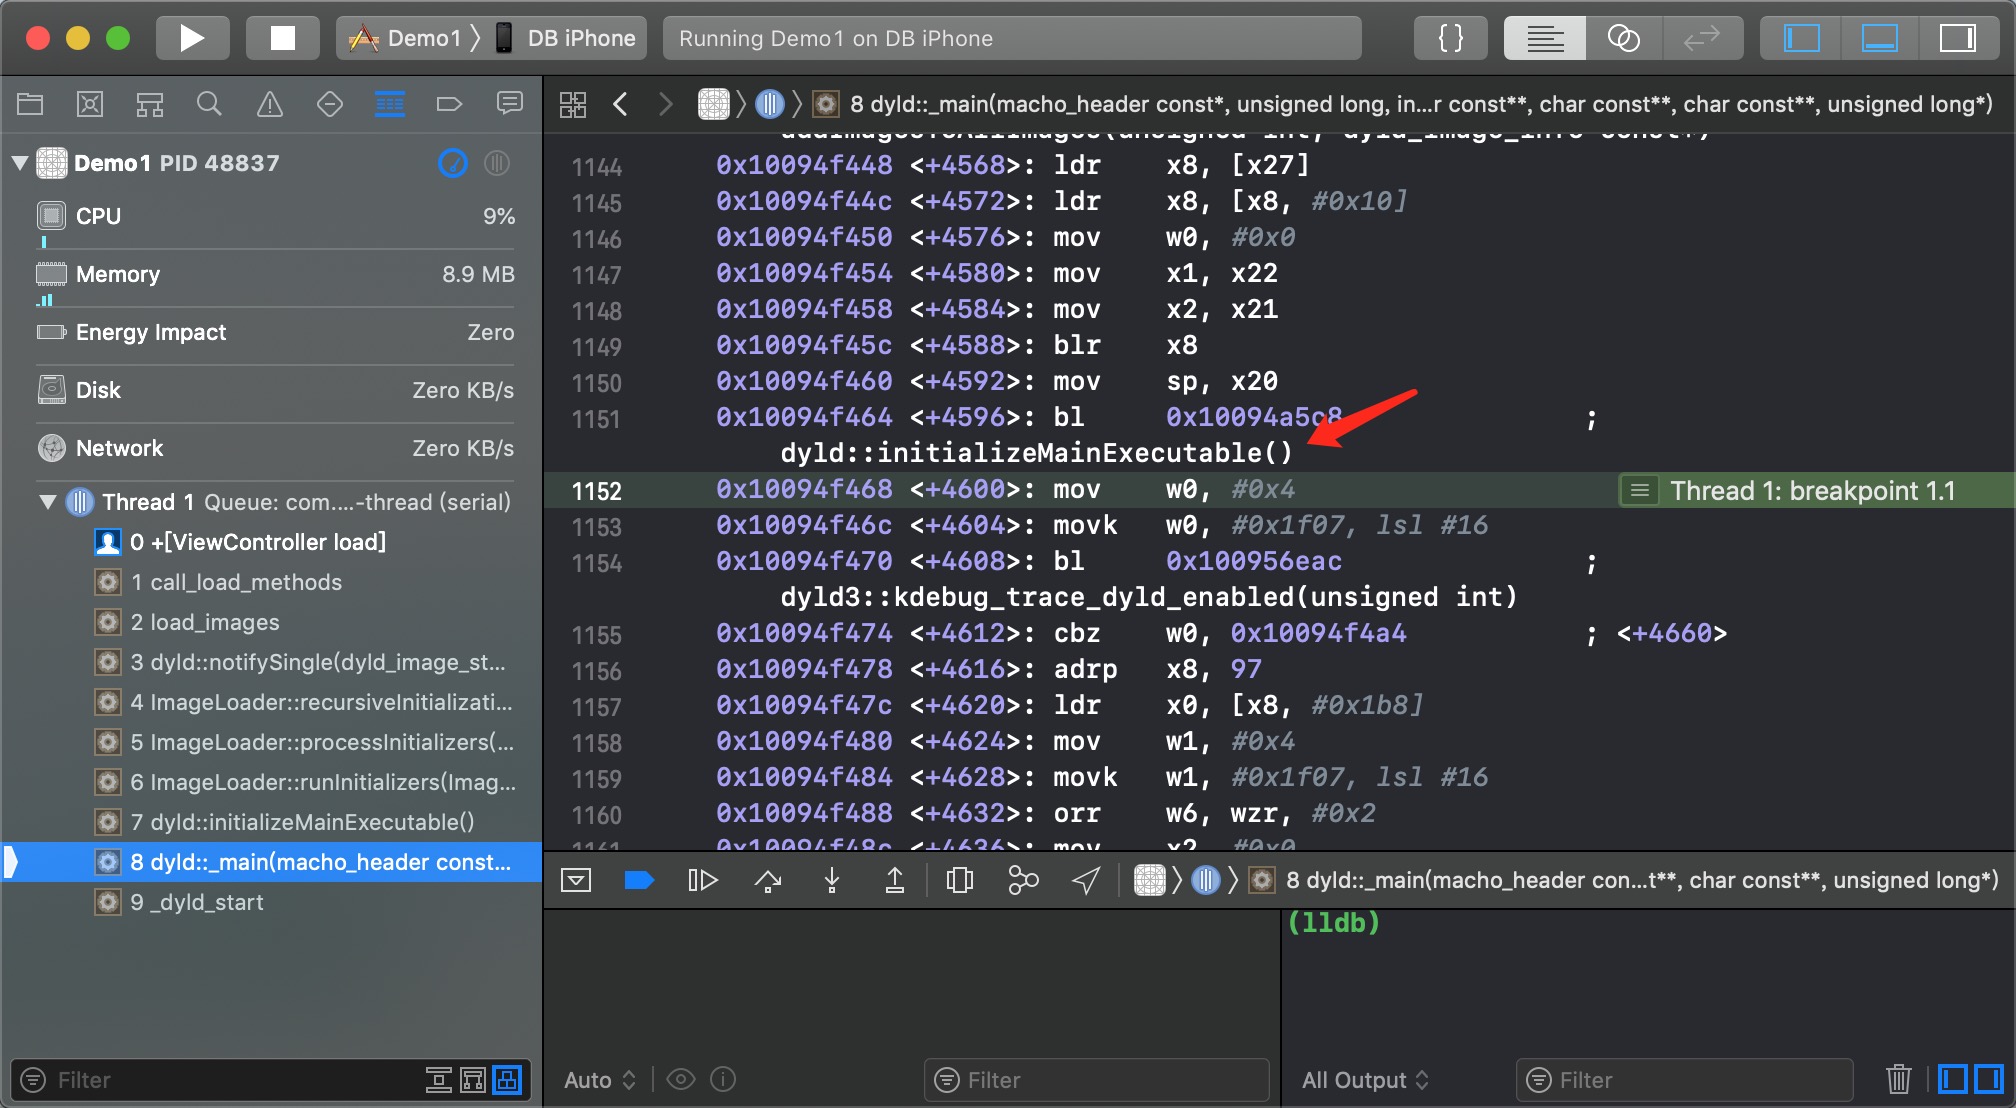 Demo1 DB iPhone
Running Demo1 on DB iPhone
{}
8 dyld::_main(macho_header const*, unsigned long, in...r const**, char const**, char const**, unsigned long*)
Demo1 PID 48837
CPU 9%
Memory 8.9 MB
Energy Impact Zero
Disk Zero KB/s
Network Zero KB/s
Thread 1 Queue: com....-thread (serial)
0 +[ViewController load]
1 call_load_methods
2 load_images
3 dyld::notifySingle(dyld_image_st...
4 ImageLoader::recursiveInitializati...
5 ImageLoader::processInitializers(...
6 ImageLoader::runInitializers(Imag...
7 dyld::initializeMainExecutable()
8 dyld::_main(macho_header const...
9 _dyld_start
Filter
1144 0x10094f448 <+4568>: ldr x8, [x27]
1145 0x10094f44c <+4572>: ldr x8, [x8, #0x10]
1146 0x10094f450 <+4576>: mov w0, #0x0
1147 0x10094f454 <+4580>: mov x1, x22
1148 0x10094f458 <+4584>: mov x2, x21
1149 0x10094f45c <+4588>: blr x8
1150 0x10094f460 <+4592>: mov sp, x20
1151 0x10094f464 <+4596>: bl 0x10094a5c8 ;
dyld::initializeMainExecutable()
1152 0x10094f468 <+4600>: mov w0, #0x4 Thread 1: breakpoint 1.1
1153 0x10094f46c <+4604>: movk w0, #0x1f07, lsl #16
1154 0x10094f470 <+4608>: bl 0x100956eac ;
dyld3::kdebug_trace_dyld_enabled(unsigned int)
1155 0x10094f474 <+4612>: cbz w0, 0x10094f4a4 ; <+4660>
1156 0x10094f478 <+4616>: adrp x8, 97
1157 0x10094f47c <+4620>: ldr x0, [x8, #0x1b8]
1158 0x10094f480 <+4624>: mov w1, #0x4
1159 0x10094f484 <+4628>: movk w1, #0x1f07, lsl #16
1160 0x10094f488 <+4632>: orr w6, wzr, #0x2
1161 0x10094f48c <+4636>: mov x2, #0x0
8 dyld::_main(macho_header con...t**, char const**, unsigned long*)
(lldb)
Auto Filter
All Output Filter